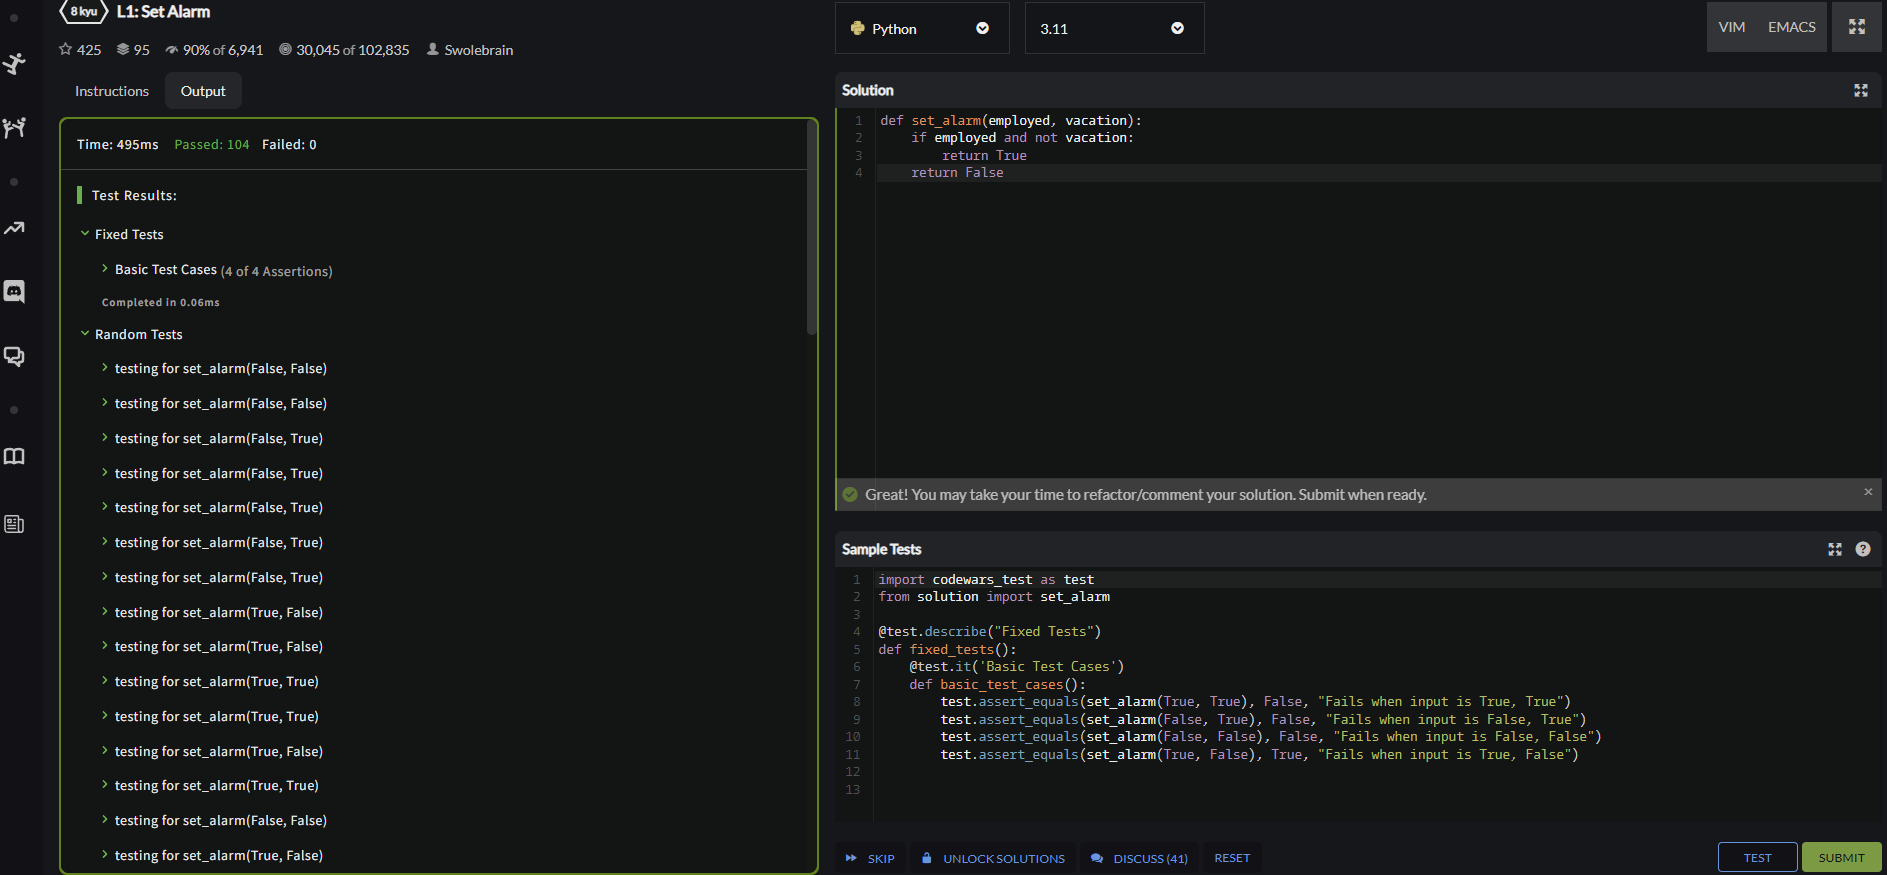 8 kyu L1: Set Alarm
425 95 90% of 6,941 30,045 of 102,835 Swolebrain
Instructions Output
Time: 495ms Passed: 104 Failed: 0
Test Results:
Fixed Tests
Basic Test Cases (4 of 4 Assertions)
Completed in 0.06ms
Random Tests
testing for set_alarm(False, False)
testing for set_alarm(False, False)
testing for set_alarm(False, True)
testing for set_alarm(False, True)
testing for set_alarm(False, True)
testing for set_alarm(False, True)
testing for set_alarm(False, True)
testing for set_alarm(True, False)
testing for set_alarm(True, False)
testing for set_alarm(True, True)
testing for set_alarm(True, True)
testing for set_alarm(True, False)
testing for set_alarm(True, True)
testing for set_alarm(False, False)
testing for set_alarm(True, False)
Python 3.11 VIM EMACS
Solution
1 def set_alarm(employed, vacation):
2     if employed and not vacation:
3         return True
4     return False
Great! You may take your time to refactor/comment your solution. Submit when ready. ×
Sample Tests ?
1 import codewars_test as test
2 from solution import set_alarm
3
4 @test.describe("Fixed Tests")
5 def fixed_tests():
6     @test.it('Basic Test Cases')
7     def basic_test_cases():
8         test.assert_equals(set_alarm(True, True), False, "Fails when input is True, True")
9         test.assert_equals(set_alarm(False, True), False, "Fails when input is False, True")
10         test.assert_equals(set_alarm(False, False), False, "Fails when input is False, False")
11         test.assert_equals(set_alarm(True, False), True, "Fails when input is True, False")
12
13
SKIP UNLOCK SOLUTIONS DISCUSS (41) RESET TEST SUBMIT